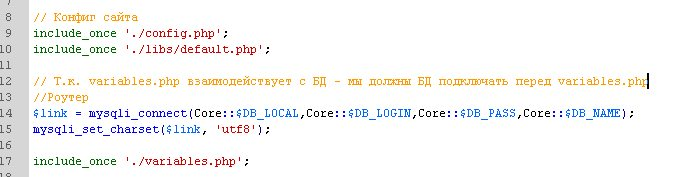 7
8 // Конфиг сайта
9 include_once './config.php';
10 include_once './libs/default.php';
11
12 // Т.к. variables.php взаимодействует с БД - мы должны БД подключать перед variables.php
13 //Роутер
14 $link = mysqli_connect(Core::$DB_LOCAL,Core::$DB_LOGIN,Core::$DB_PASS,Core::$DB_NAME);
15 mysqli_set_charset($link, 'utf8');
16
17 include_once './variables.php';
18